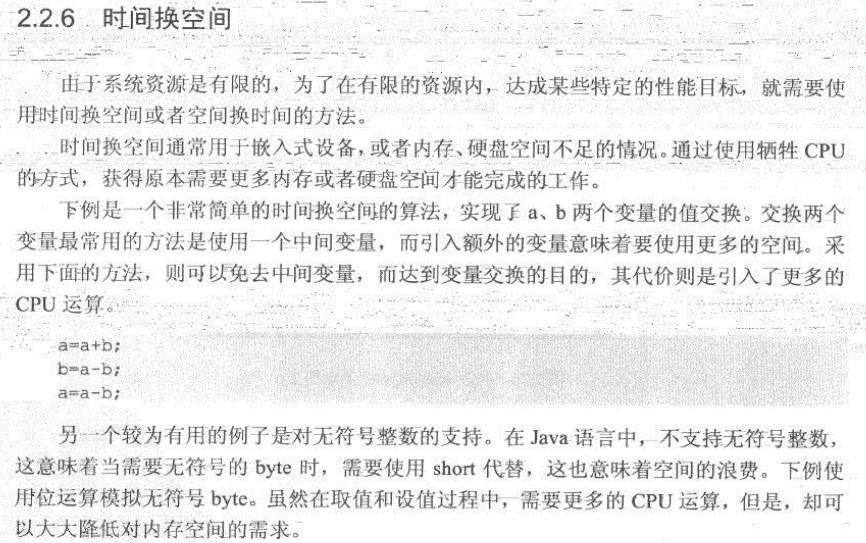 2.2.6 时间换空间
由于系统资源是有限的，为了在有限的资源内，达成某些特定的性能目标，就需要使
用时间换空间或者空间换时间的方法。
时间换空间通常用于嵌入式设备，或者内存、硬盘空间不足的情况。通过使用牺牲 CPU
的方式，获得原本需要更多内存或者硬盘空间才能完成的工作。
下例是一个非常简单的时间换空间的算法，实现了 a、b 两个变量的值交换。交换两个
变量最常用的方法是使用一个中间变量，而引入额外的变量意味着要使用更多的空间。采
用下面的方法，则可以免去中间变量，而达到变量交换的目的，其代价则是引入了更多的
CPU 运算。
a=a+b;
b=a-b;
a=a-b;
另一个较为有用的例子是对无符号整数的支持。在 Java 语言中，不支持无符号整数，
这意味着当需要无符号的 byte 时，需要使用 short 代替，这也意味着空间的浪费。下例使
用位运算模拟无符号 byte。虽然在取值和设值过程中，需要更多的 CPU 运算，但是，却可
以大大降低对内存空间的需求。